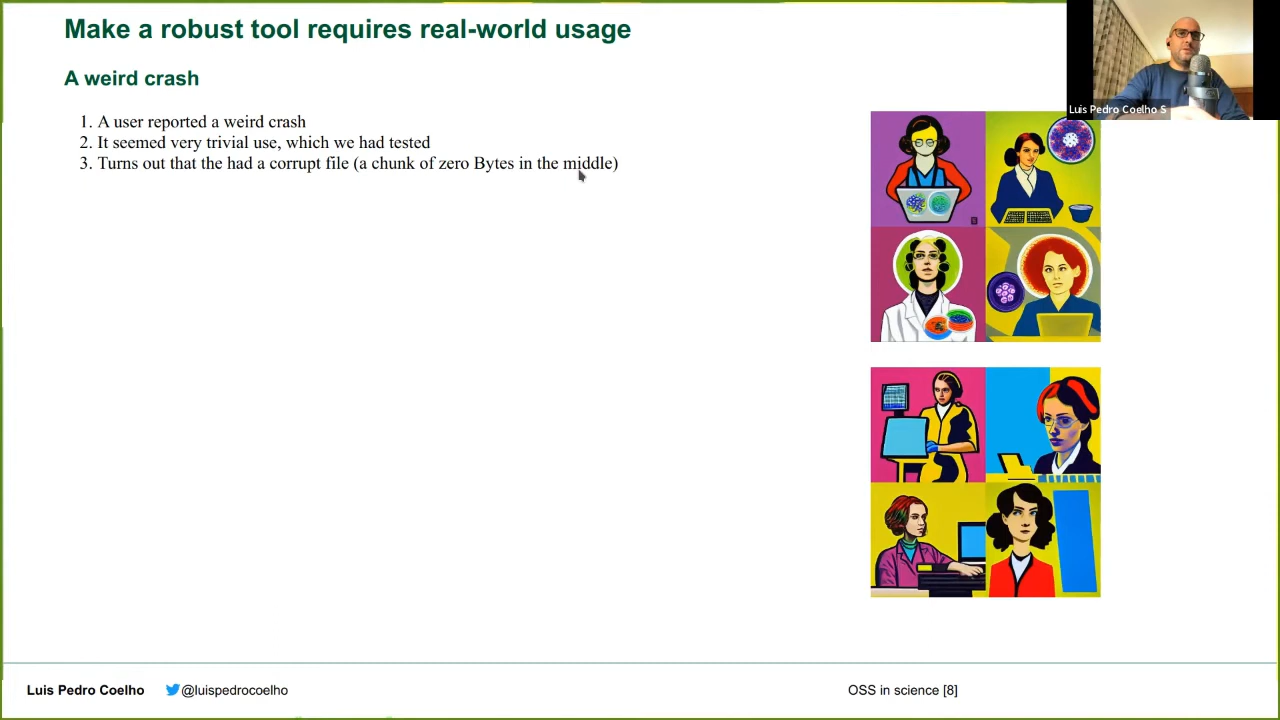 Make a robust tool requires real-world usage
A weird crash
1. A user reported a weird crash
2. It seemed very trivial use, which we had tested
3. Turns out that the had a corrupt file (a chunk of zero Bytes in the middle)
Luis Pedro Coelho S
Luis Pedro Coelho
@luispedrocoelho
OSS in science [8]